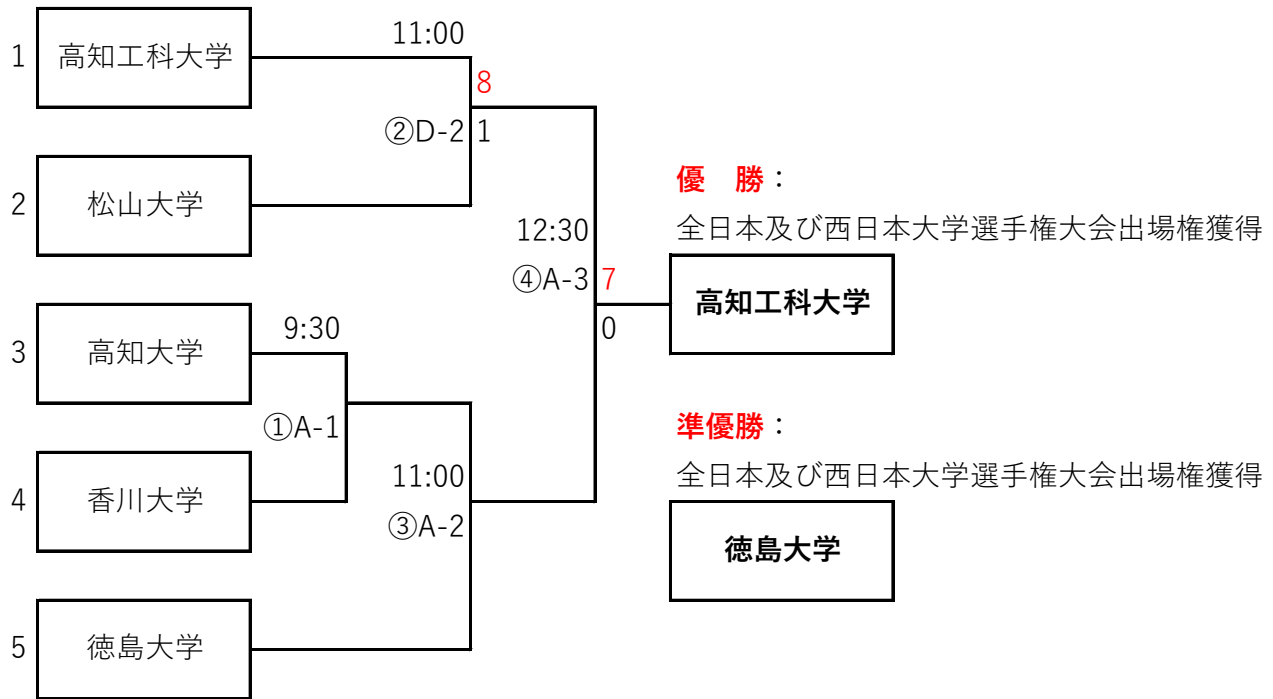 1
高知工科大学
11:00
8
②D-2
1
2
松山大学
12:30
④A-3
7
0
3
高知大学
9:30
①A-1
4
香川大学
11:00
③A-2
5
徳島大学
優　勝：
全日本及び西日本大学選手権大会出場権獲得
高知工科大学
準優勝：
全日本及び西日本大学選手権大会出場権獲得
徳島大学